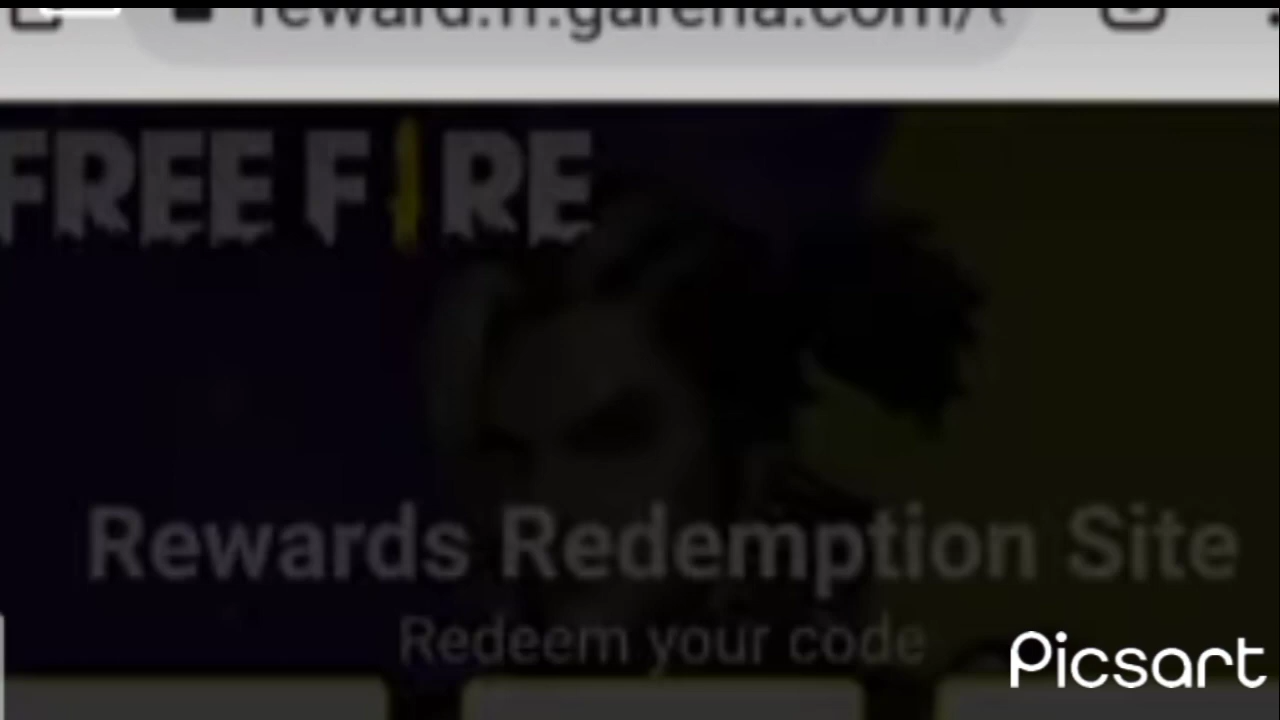 reward.ff.garena.com/
FREE FIRE
Rewards Redemption Site
Redeem your code
Picsart